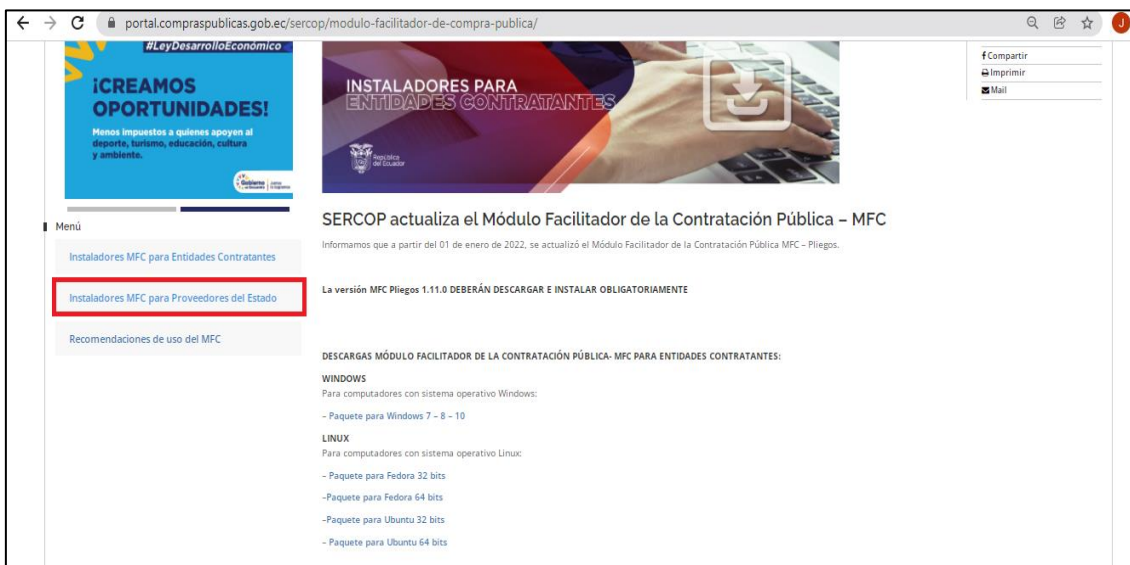 portal.compraspublicas.gob.ec/sercop/modulo-facilitador-de-compra-publica/
J
#LeyDesarrolloEconómico
¡CREAMOS
OPORTUNIDADES!
Menos impuestos a quienes apoyen al
deporte, turismo, educación, cultura
y ambiente.
Gobierno
INSTALADORES PARA
ENTIDADES CONTRATANTES
República
del Ecuador
Compartir
Imprimir
Mail
Menú
Instaladores MFC para Entidades Contratantes
Instaladores MFC para Proveedores del Estado
Recomendaciones de uso del MFC
SERCOP actualiza el Módulo Facilitador de la Contratación Pública – MFC
Informamos que a partir del 01 de enero de 2022, se actualizó el Módulo Facilitador de la Contratación Pública MFC – Pliegos.
La versión MFC Pliegos 1.11.0 DEBERÁN DESCARGAR E INSTALAR OBLIGATORIAMENTE
DESCARGAS MÓDULO FACILITADOR DE LA CONTRATACIÓN PÚBLICA- MFC PARA ENTIDADES CONTRATANTES:
WINDOWS
Para computadores con sistema operativo Windows:
– Paquete para Windows 7 – 8 – 10
LINUX
Para computadores con sistema operativo Linux:
– Paquete para Fedora 32 bits
–Paquete para Fedora 64 bits
–Paquete para Ubuntu 32 bits
– Paquete para Ubuntu 64 bits